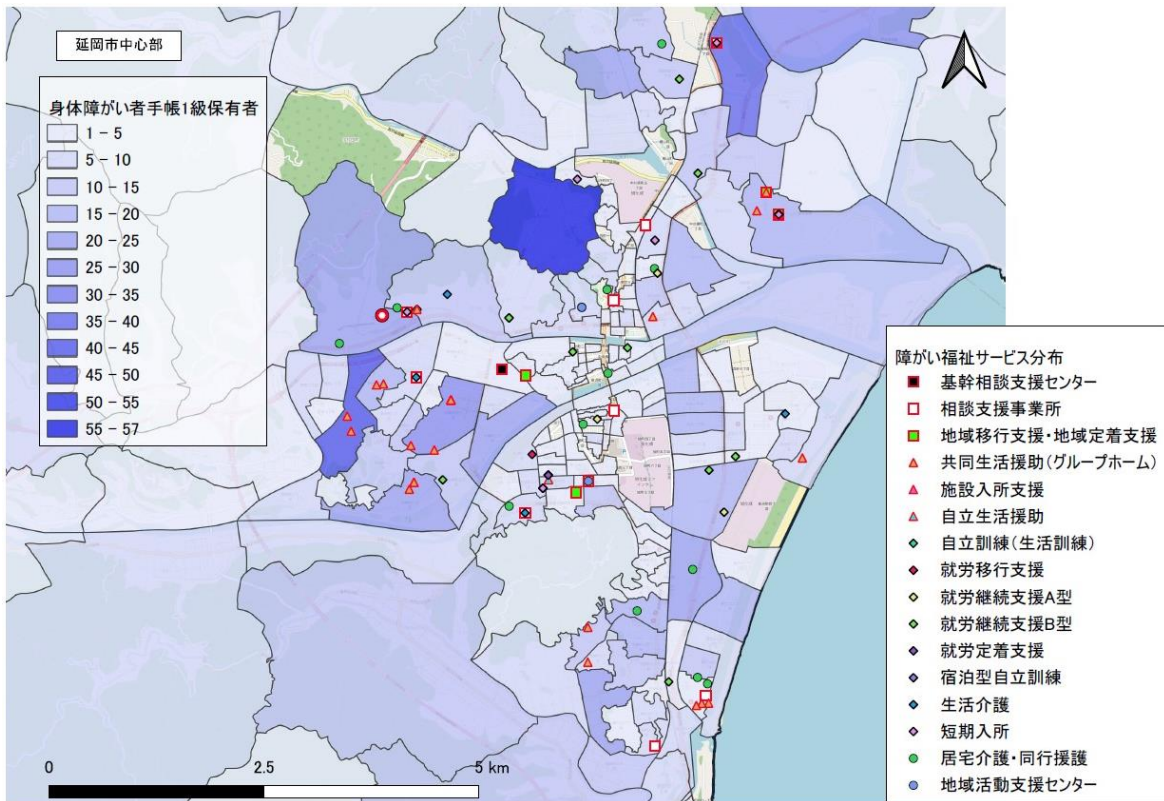 延岡市中心部
身体障がい者手帳1級保有者
1 – 5
5 – 10
10 – 15
15 – 20
20 – 25
25 – 30
30 – 35
35 – 40
40 – 45
45 – 50
50 – 55
55 – 57
障がい福祉サービス分布
基幹相談支援センター
相談支援事業所
地域移行支援・地域定着支援
共同生活援助(グループホーム)
施設入所支援
自立生活援助
自立訓練(生活訓練)
就労移行支援
就労継続支援A型
就労継続支援B型
就労定着支援
宿泊型自立訓練
生活介護
短期入所
居宅介護・同行援護
地域活動支援センター
0 2.5 5 km